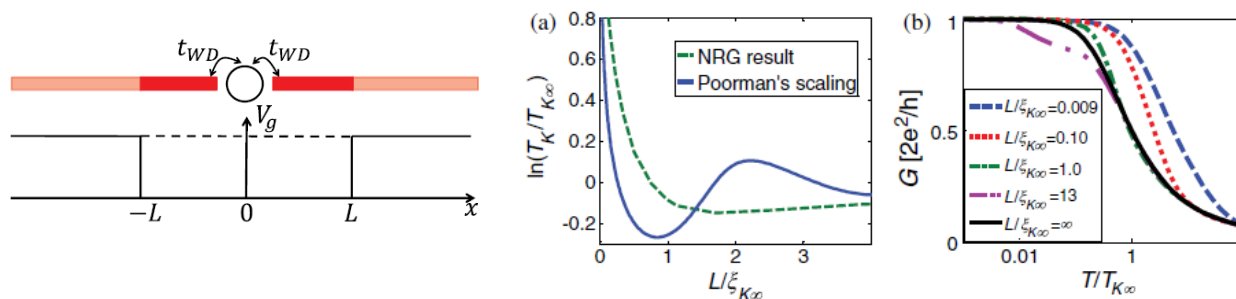 t_{WD} t_{WD}
V_g
−L 0 L x
(a)
ln(T_K/T_{K∞})
0.8
0.6
0.4
0.2
0
-0.2
NRG result
Poorman's scaling
0 1 2 3
L/ξ_{K∞}
(b)
G [2e²/h]
1
0.5
0
L/ξ_{K∞}=0.009
L/ξ_{K∞}=0.10
L/ξ_{K∞}=1.0
L/ξ_{K∞}=13
L/ξ_{K∞}=∞
0.01 1
T/T_{K∞}